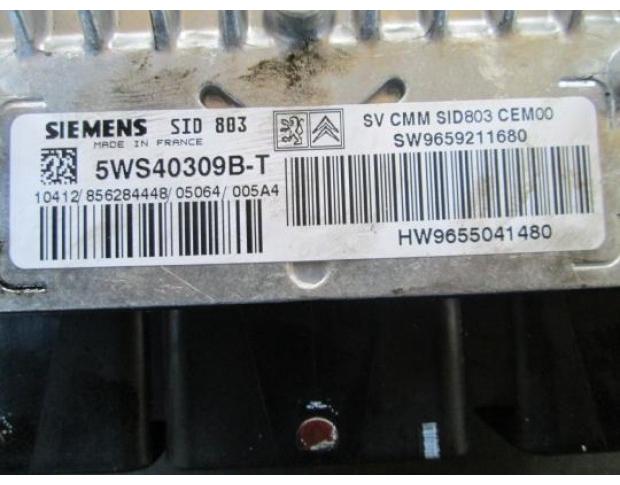 SIEMENS SID 803
MADE IN FRANCE
5WS40309B-T
10412/856284448/05064/005A4
SV CMM SID803 CEM00
SW9659211680
HW9655041480